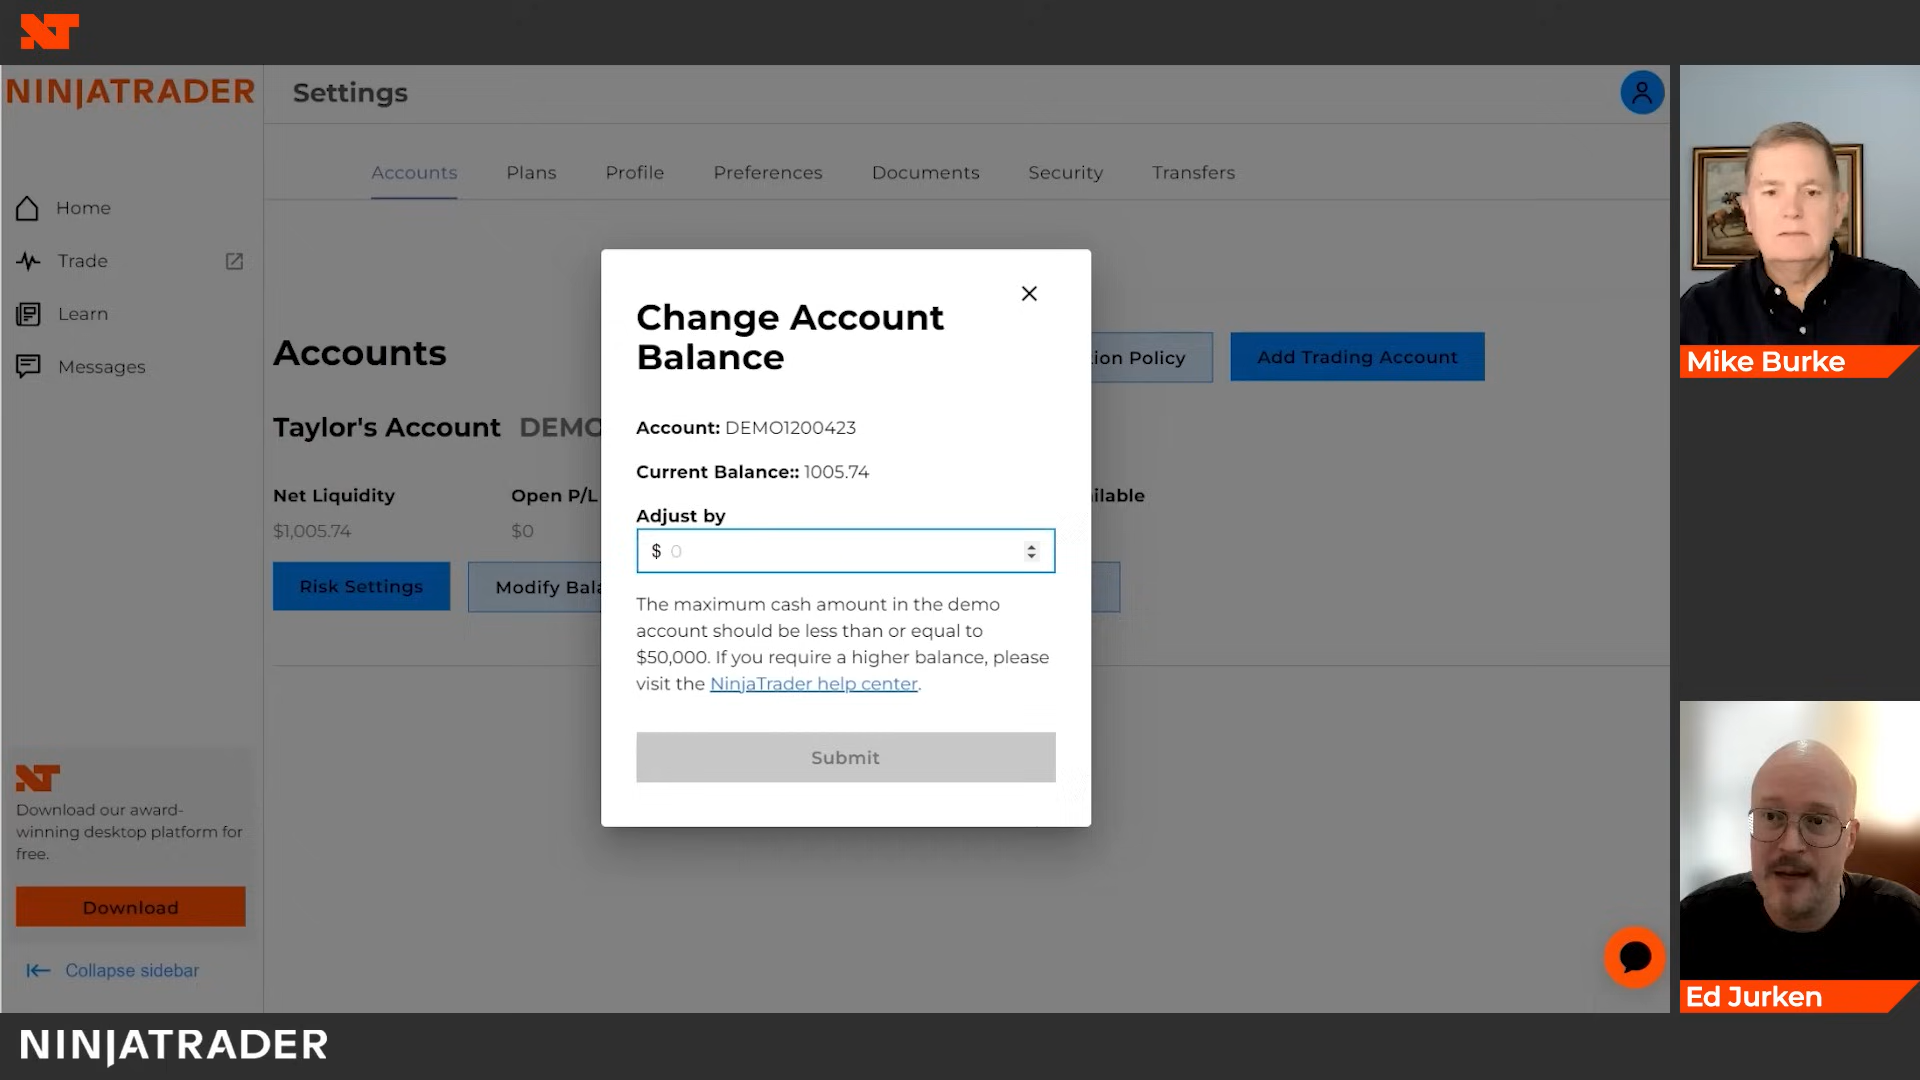 NINJATRADER
Settings
Accounts Plans Profile Preferences Documents Security Transfers
Home
Trade
Learn
Messages
Accounts
ion Policy
Add Trading Account
Taylor's Account DEMO
Net Liquidity Open P/L ilable
$1,005.74 $0
Risk Settings
Modify Bala
Change Account
Balance
Account: DEMO1200423
Current Balance:: 1005.74
Adjust by
$ 0
The maximum cash amount in the demo
account should be less than or equal to
$50,000. If you require a higher balance, please
visit the NinjaTrader help center.
Submit
Download our award-
winning desktop platform for
free.
Download
Collapse sidebar
Mike Burke
Ed Jurken
NINJATRADER